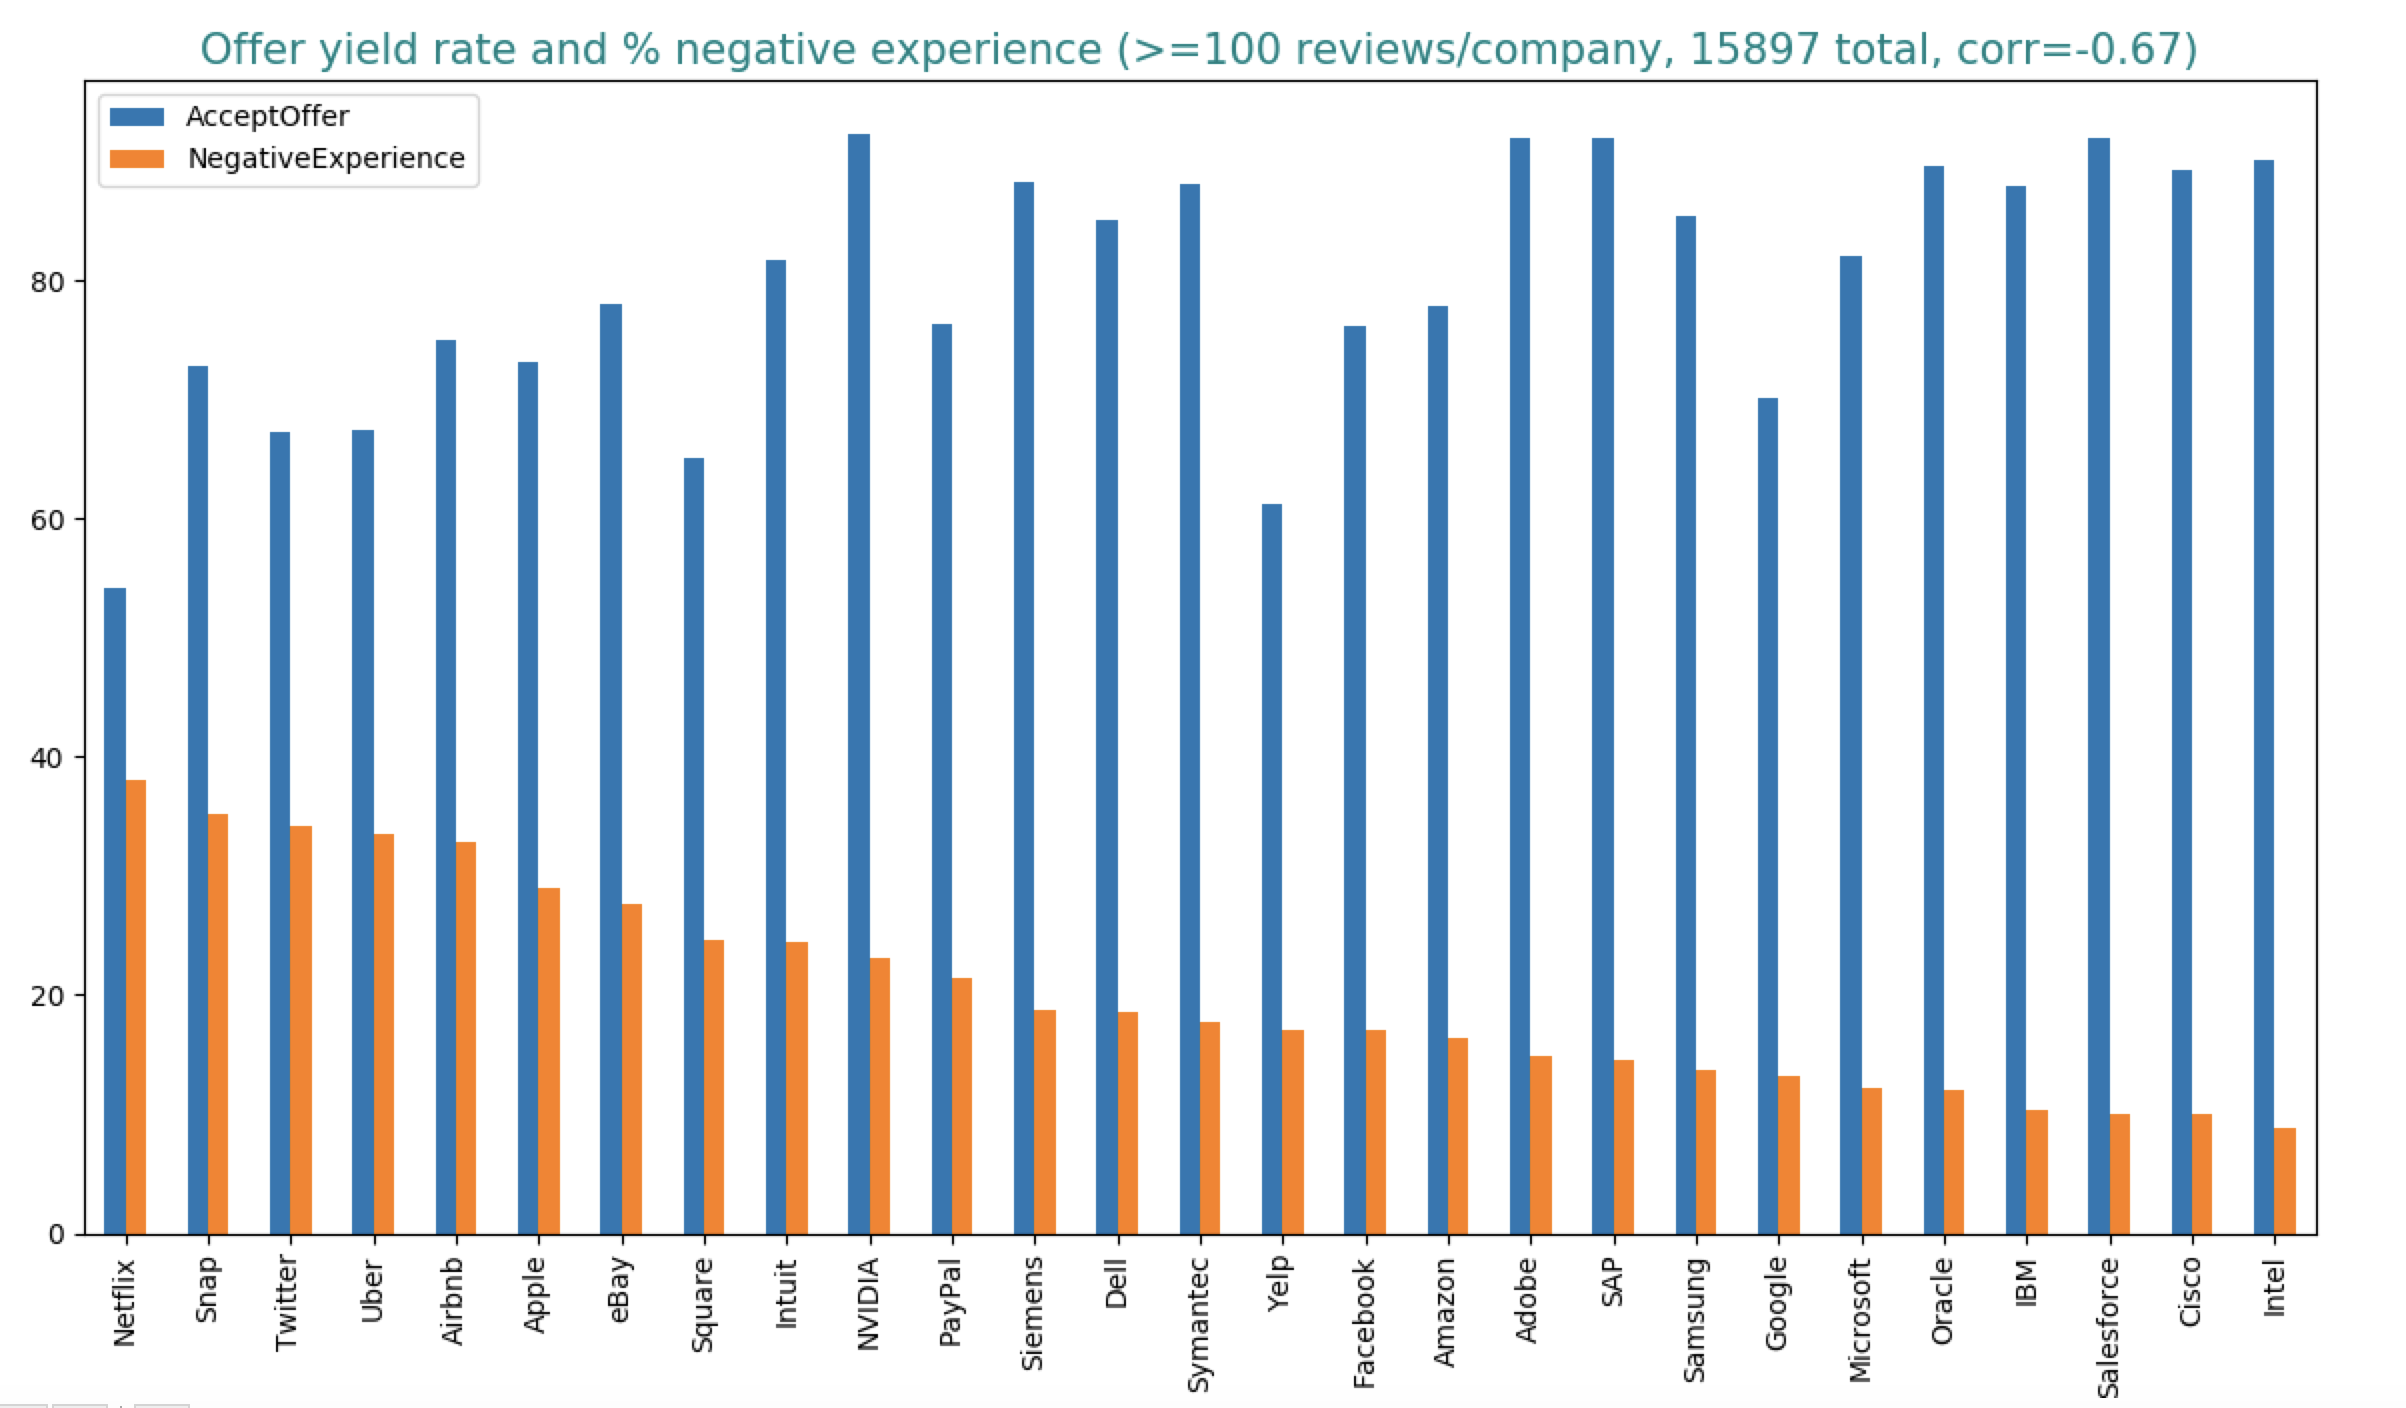 Offer yield rate and % negative experience (>=100 reviews/company, 15897 total, corr=-0.67)
AcceptOffer
NegativeExperience
80
60
40
20
0
Netflix
Snap
Twitter
Uber
Airbnb
Apple
eBay
Square
Intuit
NVIDIA
PayPal
Siemens
Dell
Symantec
Yelp
Facebook
Amazon
Adobe
SAP
Samsung
Google
Microsoft
Oracle
IBM
Salesforce
Cisco
Intel